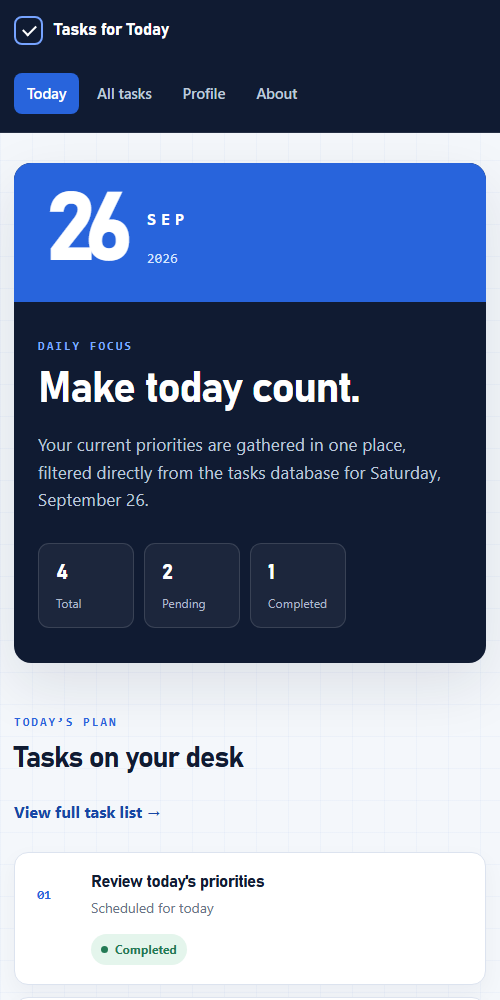 Tasks for Today
Today
All tasks
Profile
About
26
SEP
2026
DAILY FOCUS
Make today count.
Your current priorities are gathered in one place,
filtered directly from the tasks database for Saturday,
September 26.
4
Total
2
Pending
1
Completed
TODAY’S PLAN
Tasks on your desk
View full task list →
01
Review today's priorities
Scheduled for today
Completed